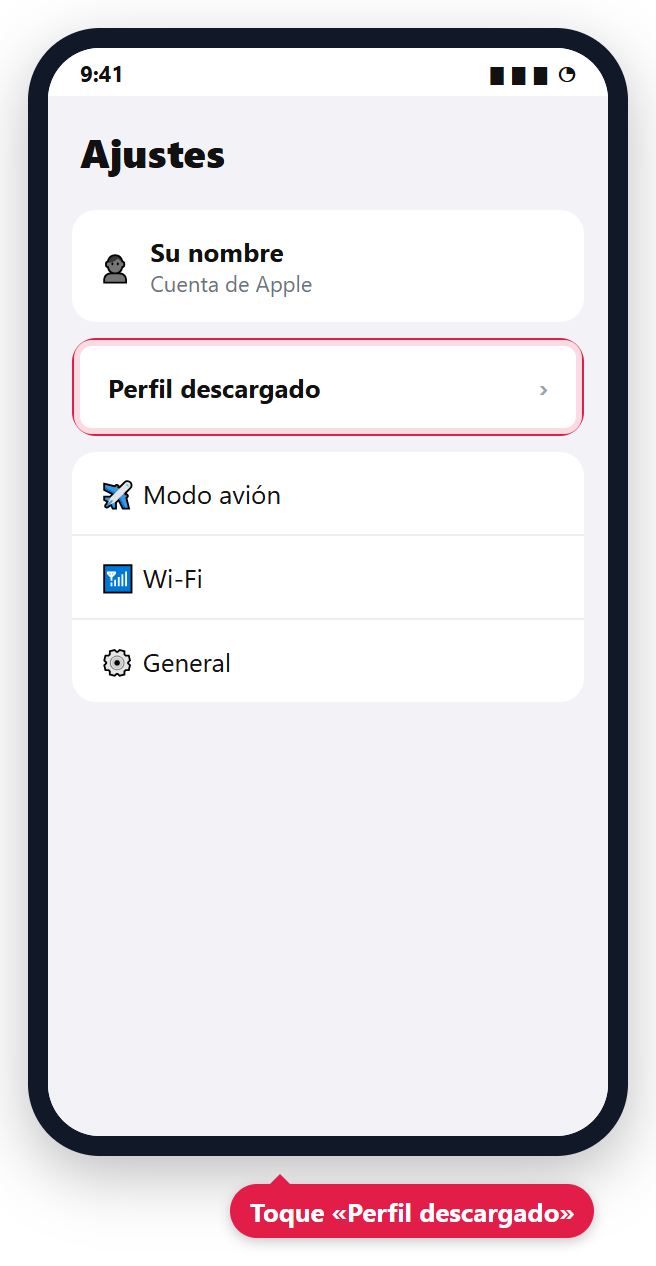 9:41
Ajustes
Su nombre
Cuenta de Apple
Perfil descargado
Modo avión
Wi-Fi
General
Toque «Perfil descargado»